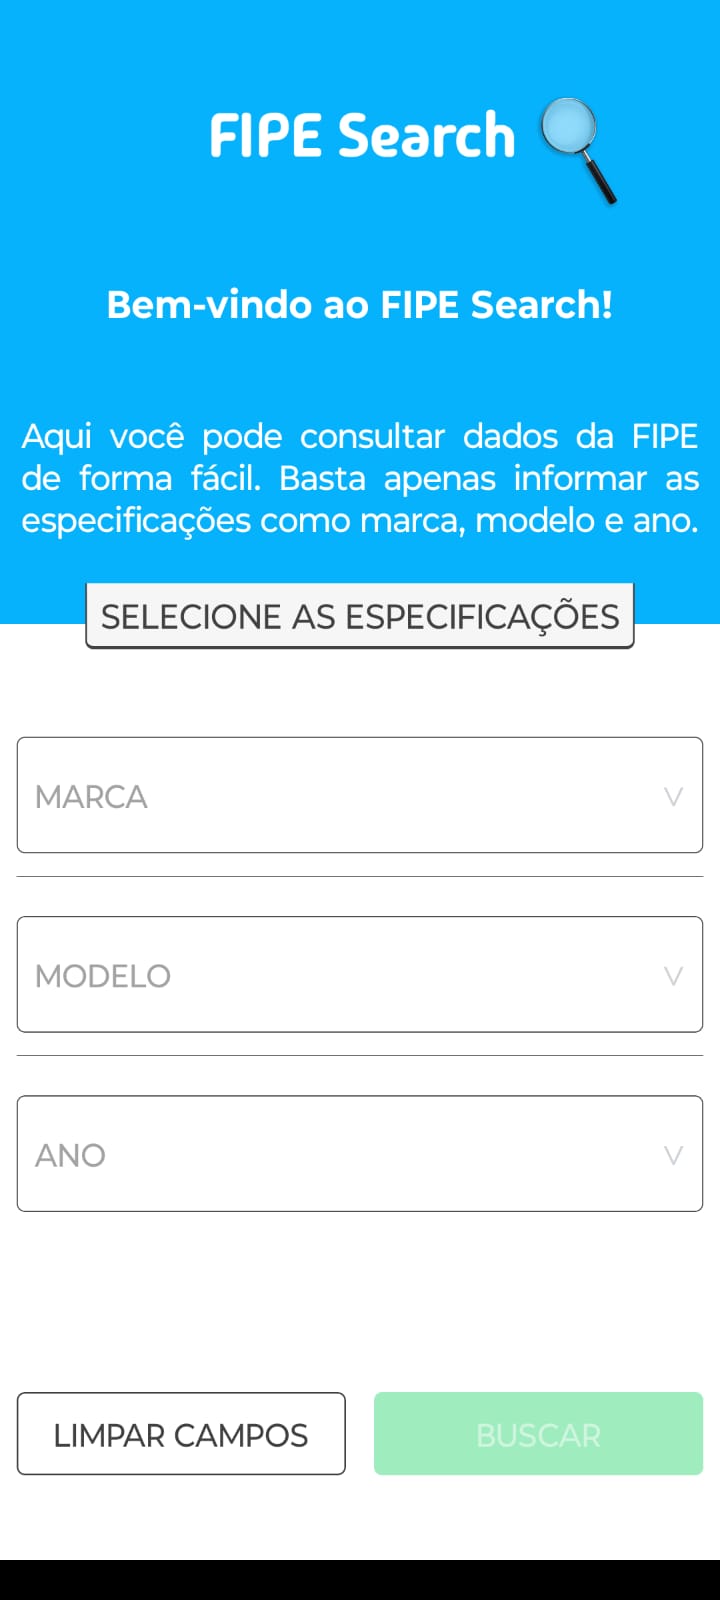 FIPE Search
Bem-vindo ao FIPE Search!
Aqui você pode consultar dados da FIPE
de forma fácil. Basta apenas informar as
especificações como marca, modelo e ano.
SELECIONE AS ESPECIFICAÇÕES
MARCA
MODELO
ANO
LIMPAR CAMPOS
BUSCAR